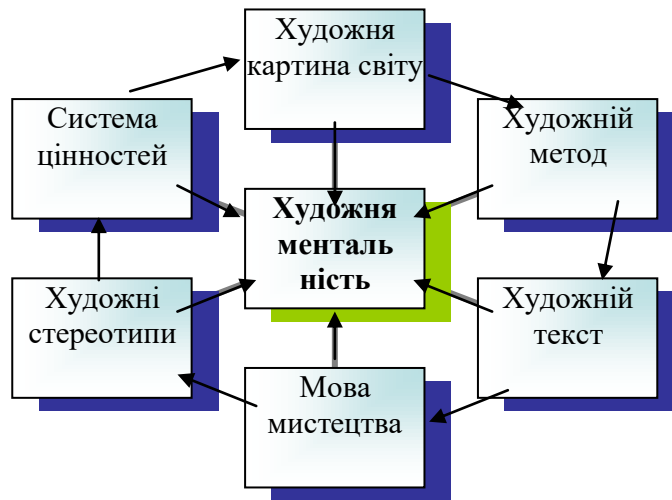 Художня
картина світу
Система
цінностей
Художній
метод
Художня
менталь
ність
Художні
стереотипи
Художній
текст
Мова
мистецтва